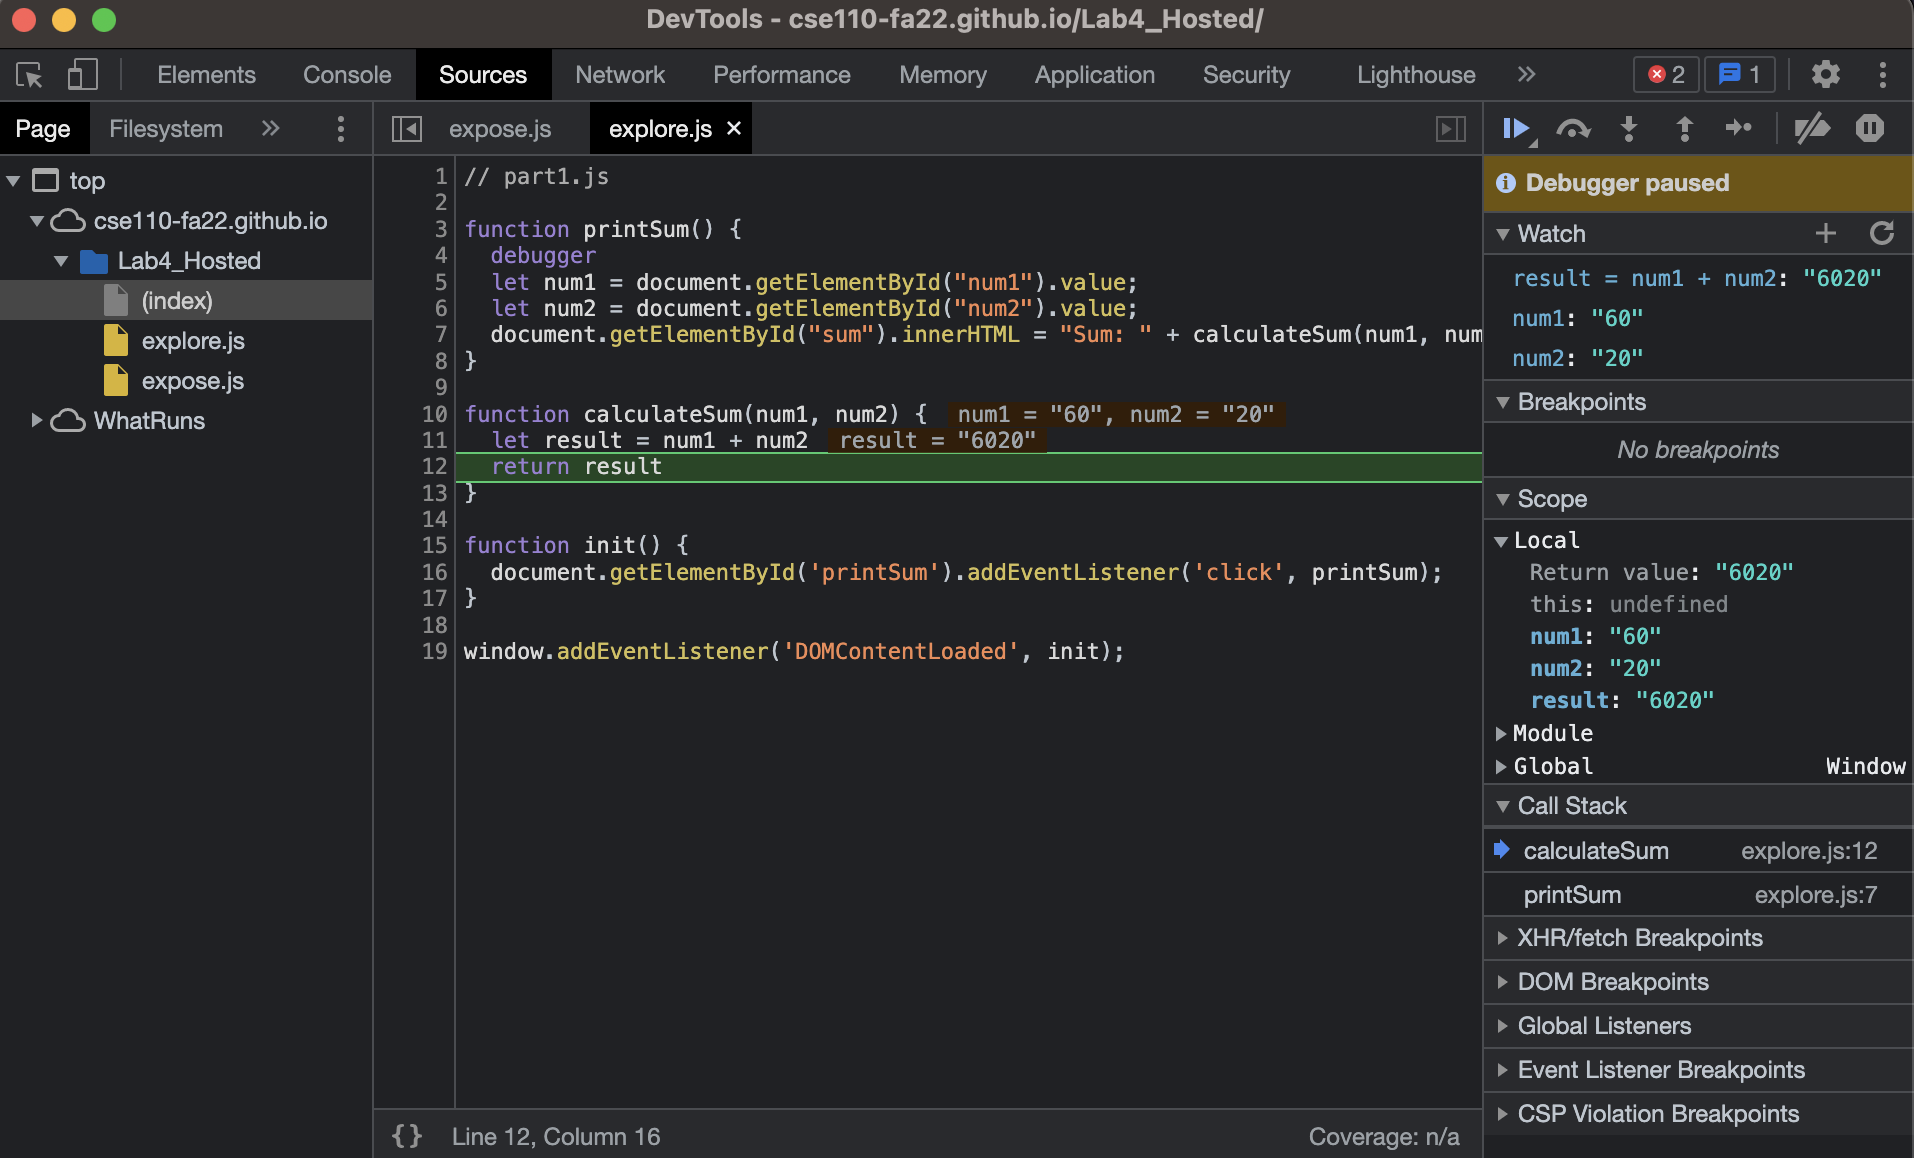 DevTools - cse110-fa22.github.io/Lab4_Hosted/
Elements Console Sources Network Performance Memory Application Security Lighthouse » 2 1
Page Filesystem »
expose.js explore.js ×
top
cse110-fa22.github.io
Lab4_Hosted
(index)
explore.js
expose.js
WhatRuns
1 // part1.js
2
3 function printSum() {
4 debugger
5 let num1 = document.getElementById("num1").value;
6 let num2 = document.getElementById("num2").value;
7 document.getElementById("sum").innerHTML = "Sum: " + calculateSum(num1, num
8 }
9
10 function calculateSum(num1, num2) { num1 = "60", num2 = "20"
11 let result = num1 + num2 result = "6020"
12 return result
13 }
14
15 function init() {
16 document.getElementById('printSum').addEventListener('click', printSum);
17 }
18
19 window.addEventListener('DOMContentLoaded', init);
{} Line 12, Column 16 Coverage: n/a
Debugger paused
Watch
result = num1 + num2: "6020"
num1: "60"
num2: "20"
Breakpoints
No breakpoints
Scope
Local
Return value: "6020"
this: undefined
num1: "60"
num2: "20"
result: "6020"
Module
Global Window
Call Stack
calculateSum explore.js:12
printSum explore.js:7
XHR/fetch Breakpoints
DOM Breakpoints
Global Listeners
Event Listener Breakpoints
CSP Violation Breakpoints